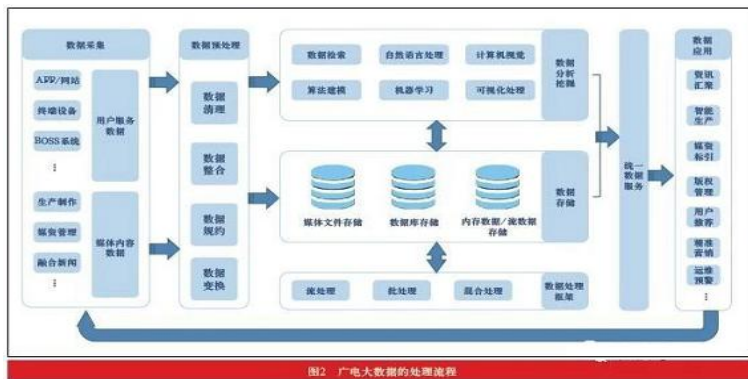 数据采集
APP/网站
终端设备
BOSS系统
⋮
用户服务
数据
生产制作
媒资管理
融合新闻
⋮
媒体内容
数据
数据预处理
数据
清理
数据
整合
数据
规约
数据
变换
数据检索
自然语言处理
计算机视觉
算法建模
机器学习
可视化处理
数据
分析
挖掘
媒体文件存储
数据库存储
内存数据/流数据
存储
数据
存储
流处理
批处理
混合处理
数据处理
框架
统一
数据
服务
数据
应用
资讯
汇聚
智能
生产
媒资
标引
版权
管理
用户
推荐
精准
营销
运维
预警
⋮
图2 广电大数据的处理流程